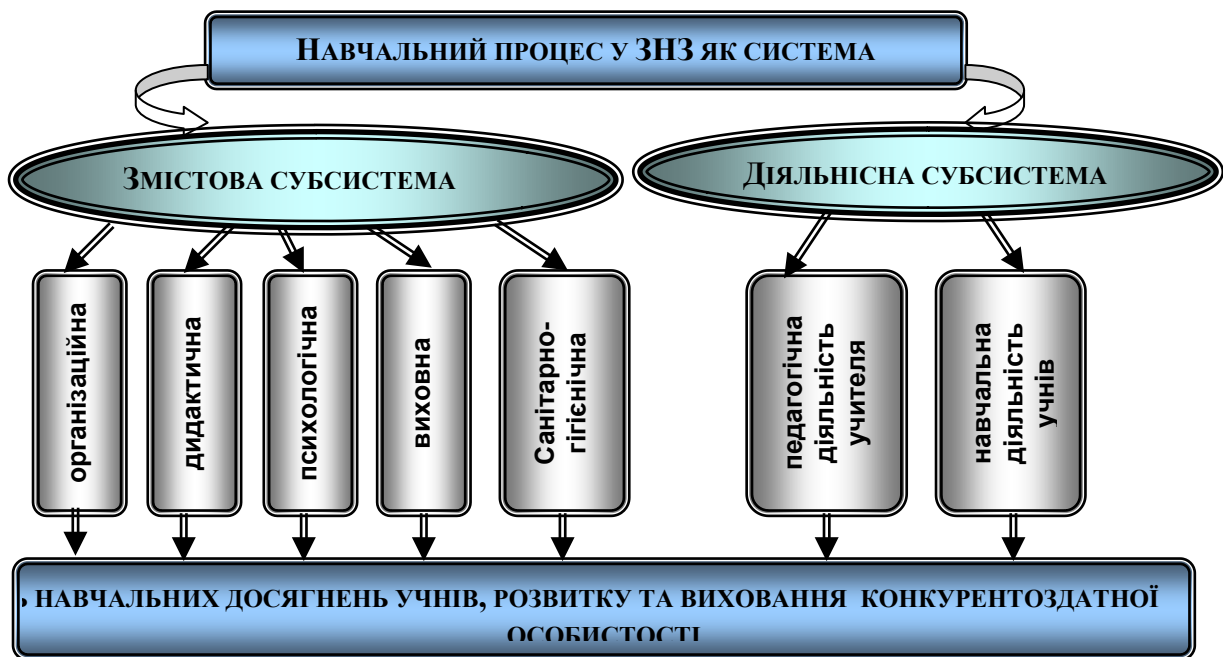 НАВЧАЛЬНИЙ ПРОЦЕС У ЗНЗ ЯК СИСТЕМА
ЗМІСТОВА СУБСИСТЕМА
ДІЯЛЬНІСНА СУБСИСТЕМА
організаційна
дидактична
психологічна
виховна
Санітарно-
гігієнічна
педагогічна
діяльність
учителя
навчальна
діяльність
учнів
НАВЧАЛЬНИХ ДОСЯГНЕНЬ УЧНІВ, РОЗВИТКУ ТА ВИХОВАННЯ КОНКУРЕНТОЗДАТНОЇ
ОСОБИСТОСТІ